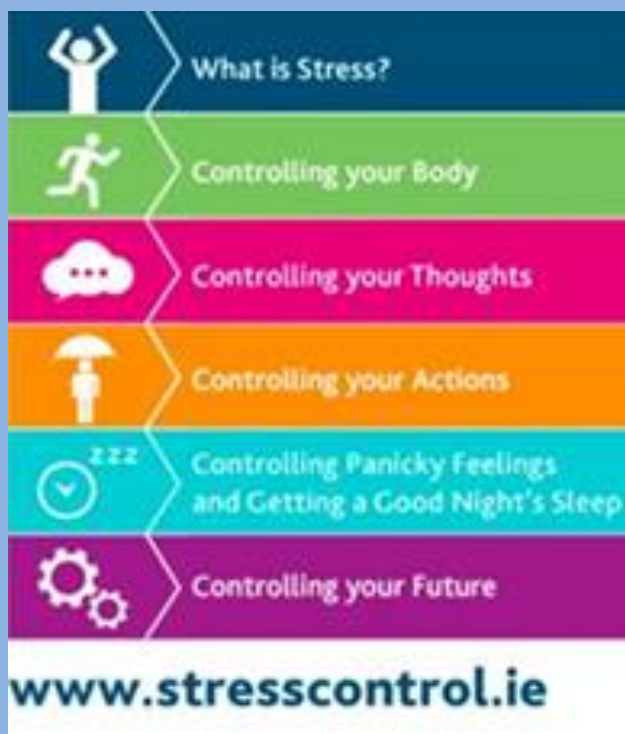 What is Stress?
Controlling your Body
Controlling your Thoughts
Controlling your Actions
zzz
Controlling Panicky Feelings
and Getting a Good Night's Sleep
Controlling your Future
www.stresscontrol.ie